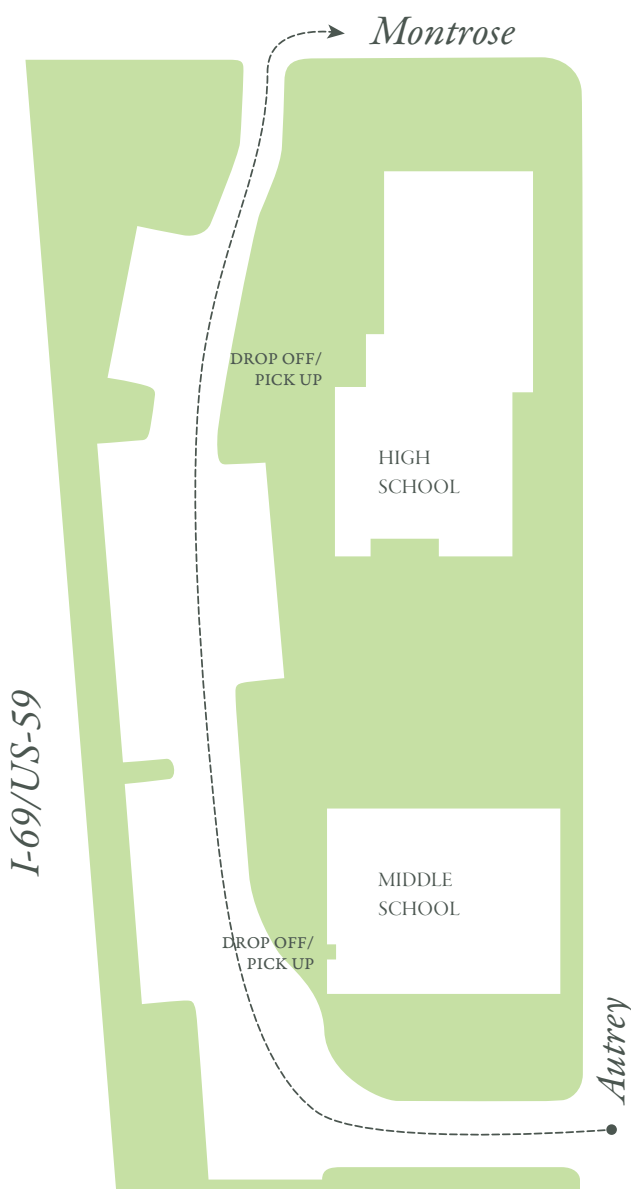 Montrose
DROP OFF/
PICK UP
HIGH
SCHOOL
I-69/US-59
MIDDLE
SCHOOL
DROP OFF/
PICK UP
Autrey